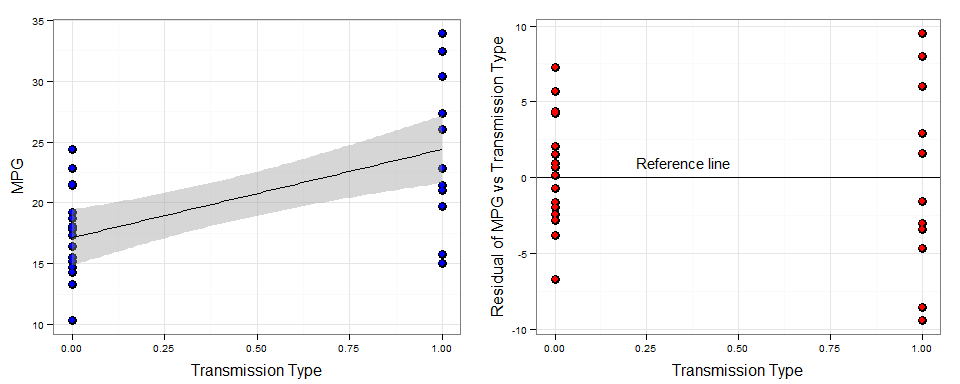 MPG
35
30
25
20
15
10
0.00 0.25 0.50 0.75 1.00
Transmission Type
Residual of MPG vs Transmission Type
10
5
0
-5
-10
Reference line
0.00 0.25 0.50 0.75 1.00
Transmission Type